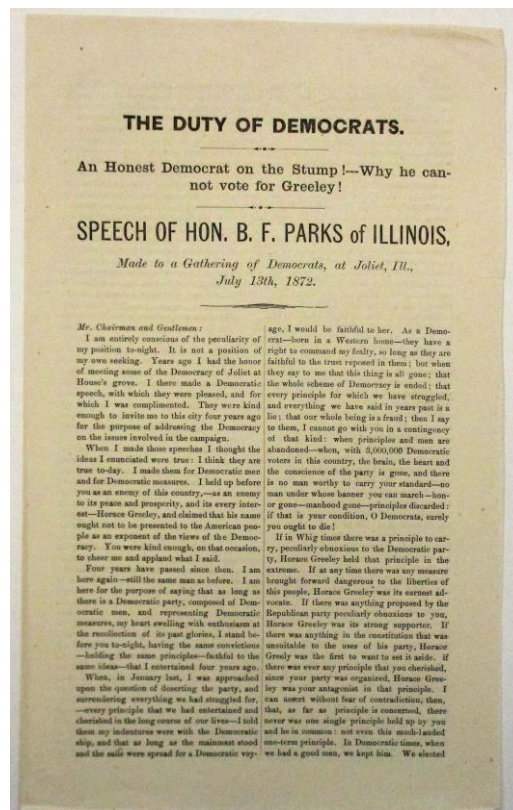 THE DUTY OF DEMOCRATS.
An Honest Democrat on the Stump!---Why he can-
not vote for Greeley!
SPEECH OF HON. B. F. PARKS of ILLINOIS,
Made to a Gathering of Democrats, at Joliet, Ill.,
July 13th, 1872.
Mr. Chairman and Gentlemen:
I am entirely conscious of the peculiarity of
my position to-night. It is not a position of
my own seeking. Years ago I had the honor
of meeting some of the Democracy of Joliet at
House's grove. I there made a Democratic
speech, with which they were pleased, and for
which I was complimented. They were kind
enough to invite me to this city four years ago
for the purpose of addressing the Democracy
on the issues involved in the campaign.
When I made those speeches I thought the
ideas I enunciated were true: I think they are
true to-day. I made them for Democratic men
and for Democratic measures. I held up before
you as an enemy of this country,—as an enemy
to its peace and prosperity, and its every inter-
est—Horace Greeley, and claimed that his name
ought not to be presented to the American peo-
ple as an exponent of the views of the Democ-
racy. You were kind enough, on that occasion,
to cheer me and applaud what I said.
Four years have passed since then. I am
here again—still the same man as before. I am
here for the purpose of saying that as long as
there is a Democratic party, composed of Dem-
ocratic men, and representing Democratic
measures, my heart swelling with enthusiasm at
the recollection of its past glories, I stand be-
fore you to-night, having the same convictions
—holding the same principles—faithful to the
same ideas—that I entertained four years ago.
When, in January last, I was approached
upon the question of deserting the party, and
surrendering everything we had struggled for,
—every principle that we had entertained and
cherished in the long course of our lives—I told
them my indentures were with the Democratic
ship, and that as long as the mainmast stood
and the sails were spread for a Democratic voy-
age, I would be faithful to her. As a Demo-
crat—born in a Western home—they have a
right to command my fealty, so long as they are
faithful to the trust reposed in them; but when
they say to me that this thing is all gone; that
the whole scheme of Democracy is ended; that
every principle for which we have struggled,
and everything we have said in years past is a
lie; that our whole being is a fraud; then I say
to them, I cannot go with you in a contingency
of that kind: when principles and men are
abandoned—when, with 3,000,000 Democratic
voters in this country, the brain, the heart and
the conscience of the party is gone, and there
is no man worthy to carry your standard—no
man under whose banner you can march—hon-
or gone—manhood gone—principles discarded:
if that is your condition, O Democrats, surely
you ought to die!
If in Whig times there was a principle to car-
ry, peculiarly obnoxious to the Democratic par-
ty, Horace Greeley held that principle in the
extreme. If at any time there was any measure
brought forward dangerous to the liberties of
this people, Horace Greeley was its earnest ad-
vocate. If there was anything proposed by the
Republican party peculiarly obnoxious to you,
Horace Greeley was its strong supporter. If
there was anything in the constitution that was
unsuitable to the uses of his party, Horace
Greely was the first to want to set is aside. if
there was ever any principle that you cherished,
since your party was organized, Horace Gree-
ley was your antagonist in that principle. I
can assert without fear of contradiction, then,
that, as far as principle is concerned, there
never was one single principle held up by you
and he in common: not even this much-lauded
one-term principle. In Democratic times, when
we had a good man, we kept him. We elected